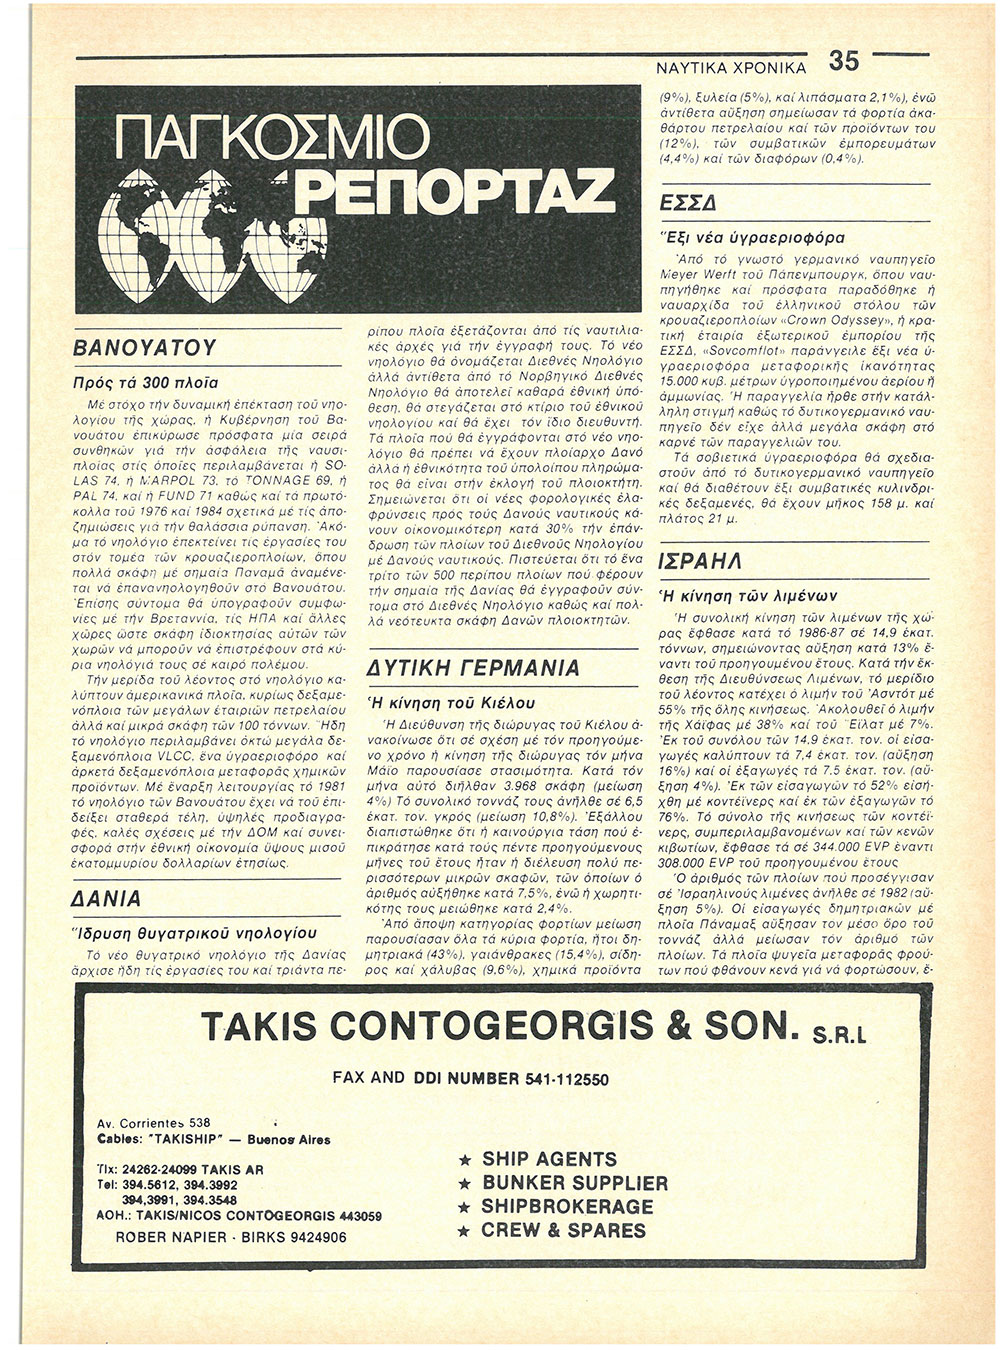 ΝΑΥΤΙΚΑ ΧΡΟΝΙΚΑ 35
ΠΑΓΚΟΣΜΙΟ
ΡΕΠΟΡΤΑΖ
ΒΑΝΟΥΑΤΟΥ
Πρός τά 300 πλοῖα
Μέ στόχο τήν δυναμική ἐπέκταση τοῦ νηο-
λογίου τῆς χώρας, ἡ Κυβέρνηση τοῦ Βα-
νουάτου ἐπικύρωσε πρόσφατα μία σειρά
συνθηκών γιά τήν ἀσφάλεια τῆς ναυσι-
πλοίας στίς ὁποῖες περιλαμβάνεται ἡ SO-
LAS 74, ἡ MARPOL 73, τό TONNAGE 69, ἡ
PAL 74, καί ἡ FUND 71 καθώς καί τά πρωτό-
κολλα τοῦ 1976 καί 1984 σχετικά μέ τίς ἀπο-
ζημιώσεις γιά τήν θαλάσσια ρύπανση. Ἀκό-
μα τό νηολόγιο ἐπεκτείνει τίς ἐργασίες του
στόν τομέα τῶν κρουαζιεροπλοίων, ὅπου
πολλά σκάφη μέ σημαία Παναμᾶ ἀναμένε-
ται νά ἐπανανηολογηθοῦν στό Βανουάτου.
Ἐπίσης σύντομα θά ὑπογραφοῦν συμφω-
νίες μέ τήν Βρεταννία, τίς ΗΠΑ καί ἄλλες
χῶρες ὥστε σκάφη ἰδιοκτησίας αὐτῶν τῶν
χωρῶν νά μποροῦν νά ἐπιστρέφουν στά κύ-
ρια νηολόγιά τους σέ καιρό πολέμου.
Τήν μερίδα τοῦ λέοντος στό νηολόγιο κα-
λύπτουν ἀμερικανικά πλοῖα, κυρίως δεξαμε-
νόπλοια τῶν μεγάλων ἑταιριῶν πετρελαίου
ἀλλά καί μικρά σκάφη τῶν 100 τόννων. Ἤδη
τό νηολόγιο περιλαμβάνει ὀκτώ μεγάλα δε-
ξαμενόπλοια VLCC, ἕνα ὑγραεριοφόρο καί
ἀρκετά δεξαμενόπλοια μεταφορᾶς χημικῶν
προϊόντων. Μέ ἔναρξη λειτουργίας τό 1981
τό νηολόγιο τῶν Βανουάτου ἔχει νά τοῦ ἐπι-
δείξει σταθερά τέλη, ὑψηλές προδιαγρα-
φές, καλές σχέσεις μέ τήν ΔΟΜ καί συνει-
σφορά στήν ἐθνική οἰκονομία ὕψους μισοῦ
ἑκατομμυρίου δολλαρίων ἐτησίως.
ΔΑΝΙΑ
Ἵδρυση θυγατρικοῦ νηολογίου
Τό νέο θυγατρικό νηολόγιο τῆς Δανίας
ἄρχισε ἤδη τίς ἐργασίες του καί τριάντα πε-
ρίπου πλοῖα ἐξετάζονται ἀπό τίς ναυτιλια-
κές ἀρχές γιά τήν ἐγγραφή τους. Τό νέο
νηολόγιο θά ὀνομάζεται Διεθνές Νηολόγιο
ἀλλά ἀντίθετα ἀπό τό Νορβηγικό Διεθνές
Νηολόγιο θά ἀποτελεῖ καθαρά ἐθνική ὑπό-
θεση, θά στεγάζεται στό κτίριο τοῦ ἐθνικοῦ
νηολογίου καί θά ἔχει τόν ἴδιο διευθυντή.
Τά πλοῖα πού θά ἐγγράφονται στό νέο νηο-
λόγιο θά πρέπει νά ἔχουν πλοίαρχο Δανό
ἀλλά ἡ ἐθνικότητα τοῦ ὑπολοίπου πληρώμα-
τος θά εἶναι στήν ἐκλογή τοῦ πλοιοκτήτη.
Σημειώνεται ὅτι οἱ νέες φορολογικές ἐλα-
φρύνσεις πρός τούς Δανούς ναυτικούς κά-
νουν οἰκονομικότερη κατά 30% τήν ἐπάν-
δρωση τῶν πλοίων τοῦ Διεθνοῦς Νηολογίου
μέ Δανούς ναυτικούς. Πιστεύεται ὅτι τό ἕνα
τρίτο τῶν 500 περίπου πλοίων πού φέρουν
τήν σημαία τῆς Δανίας θά ἐγγραφοῦν σύν-
τομα στό Διεθνές Νηολόγιο καθώς καί πολ-
λά νεότευκτα σκάφη Δανῶν πλοιοκτητῶν.
ΔΥΤΙΚΗ ΓΕΡΜΑΝΙΑ
Ἡ κίνηση τοῦ Κιέλου
Ἡ Διεύθυνση τῆς διώρυγας τοῦ Κιέλου ἀ-
νακοίνωσε ὅτι σέ σχέση μέ τόν προηγούμε-
νο χρόνο ἡ κίνηση τῆς διώρυγας τόν μήνα
Μάϊο παρουσίασε στασιμότητα. Κατά τόν
μήνα αὐτό διῆλθαν 3.968 σκάφη (μείωση
4%) Τό συνολικό τοννάζ τους ἀνῆλθε σέ 6,5
ἑκατ. τον. γκρός (μείωση 10,8%). Ἐξάλλου
διαπιστώθηκε ὅτι ἡ καινούργια τάση πού ἐ-
πικράτησε κατά τούς πέντε προηγούμενους
μῆνες τοῦ ἔτους ἦταν ἡ διέλευση πολύ πε-
ρισσότερων μικρῶν σκαφῶν, τῶν ὁποίων ὁ
ἀριθμός αὐξήθηκε κατά 7,5%, ἐνῶ ἡ χωρητι-
κότης τους μειώθηκε κατά 2,4%.
Ἀπό ἄποψη κατηγορίας φορτίων μείωση
παρουσίασαν ὅλα τά κύρια φορτία, ἤτοι δη-
μητριακά (43%), γαιάνθρακες (15,4%), σίδη-
ρος καί χάλυβας (9,6%), χημικά προϊόντα
(9%), ξυλεία (5%), καί λιπάσματα 2,1%), ἐνῶ
ἀντίθετα αὔξηση σημείωσαν τά φορτία ἀκα-
θάρτου πετρελαίου καί τῶν προϊόντων του
(12%), τῶν συμβατικῶν ἐμπορευμάτων
(4,4%) καί τῶν διαφόρων (0,4%).
ΕΣΣΔ
Ἕξι νέα ὑγραεριοφόρα
Ἀπό τό γνωστό γερμανικό ναυπηγεῖο
Meyer Werft τοῦ Πάπενμπουργκ, ὅπου ναυ-
πηγήθηκε καί πρόσφατα παραδόθηκε ἡ
ναυαρχίδα τοῦ ἑλληνικοῦ στόλου τῶν
κρουαζιεροπλοίων «Crown Odyssey», ἡ κρα-
τική ἑταιρία ἐξωτερικοῦ ἐμπορίου τῆς
ΕΣΣΔ, «Sovcomflot» παράνγειλε ἕξι νέα ὑ-
γραεριοφόρα μεταφορικῆς ἱκανότητας
15.000 κυβ. μέτρων ὑγροποιημένου ἀερίου ἤ
ἀμμωνίας. Ἡ παραγγελία ἦρθε στήν κατάλ-
ληλη στιγμή καθώς τό δυτικογερμανικό ναυ-
πηγεῖο δέν εἶχε ἀλλά μεγάλα σκάφη στό
καρνέ τῶν παραγγελιῶν του.
Τά σοβιετικά ὑγραεριοφόρα θά σχεδια-
στοῦν ἀπό τό δυτικογερμανικό ναυπηγεῖο
καί θά διαθέτουν ἕξι συμβατικές κυλινδρι-
κές δεξαμενές, θά ἔχουν μῆκος 158 μ. καί
πλάτος 21 μ.
ΙΣΡΑΗΛ
Ἡ κίνηση τῶν λιμένων
Ἡ συνολική κίνηση τῶν λιμένων τῆς χώ-
ρας ἔφθασε κατά τό 1986-87 σέ 14,9 ἑκατ.
τόννων, σημειώνοντας αὔξηση κατά 13% ἔ-
ναντι τοῦ προηγουμένου ἔτους. Κατά τήν ἔκ-
θεση τῆς Διευθύνσεως Λιμένων, τό μερίδιο
τοῦ λέοντος κατέχει ὁ λιμήν τοῦ Ἀσντότ μέ
55% τῆς ὅλης κινήσεως. Ἀκολουθεῖ ὁ λιμήν
τῆς Χάϊφας μέ 38% καί τοῦ Ἐϊλατ μέ 7%.
Ἐκ τοῦ συνόλου τῶν 14,9 ἑκατ. τον. οἱ εἰσα-
γωγές καλύπτουν τά 7,4 ἑκατ. τον. (αὔξηση
16%) καί οἱ ἐξαγωγές τά 7,5 ἑκατ. τον. (αὔ-
ξηση 4%). Ἐκ τῶν εἰσαγωγῶν τό 52% εἰσή-
χθη μέ κοντέϊνερς καί ἐκ τῶν ἐξαγωγῶν τό
76%. Τό σύνολο τῆς κινήσεως τῶν κοντέϊ-
νερς, συμπεριλαμβανομένων καί τῶν κενῶν
κιβωτίων, ἔφθασε τά σέ 344.000 EVP ἔναντι
308.000 EVP τοῦ προηγουμένου ἔτους
Ὁ ἀριθμός τῶν πλοίων πού προσέγγισαν
σέ Ἰσραηλινούς λιμένες ἀνῆλθε σέ 1982 (αὔ-
ξηση 5%). Οἱ εἰσαγωγές δημητριακῶν μέ
πλοῖα Πάναμαξ αὔξησαν τον μέσο ὅρο τοῦ
τοννάζ ἀλλά μείωσαν τόν ἀριθμό τῶν
πλοίων. Τά πλοῖα ψυγεῖα μεταφορᾶς φρού-
των πού φθάνουν κενά γιά νά φορτώσουν, ἔ-
TAKIS CONTOGEORGIS & SON. S.R.L
FAX AND DDI NUMBER 541-112550
Av. Corrientes 538
Cables: "TAKISHIP" — Buenos Aires
Tlx: 24262-24099 TAKIS AR
Tel: 394.5612, 394.3992
394,3991, 394.3548
AOH.: TAKIS/NICOS CONTOGEORGIS 443059
ROBER NAPIER - BIRKS 9424906
★ SHIP AGENTS
★ BUNKER SUPPLIER
★ SHIPBROKERAGE
★ CREW & SPARES